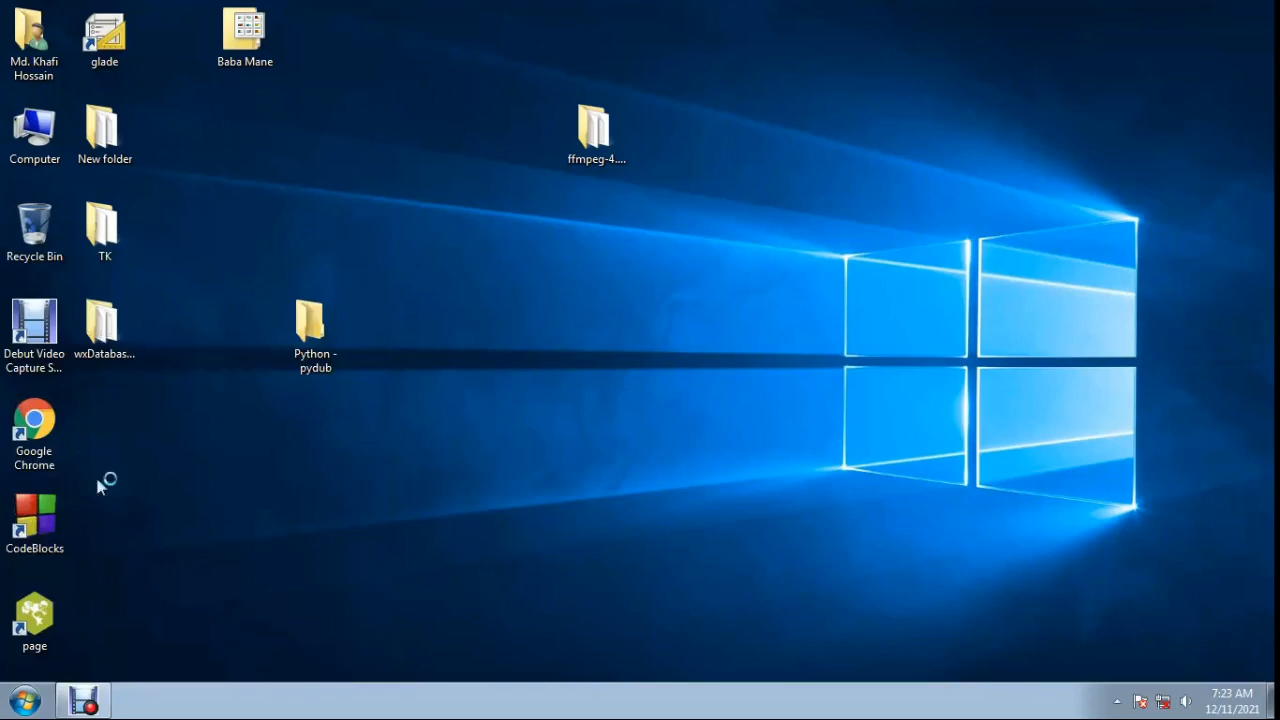 Md. Khafi
Hossain
glade
Baba Mane
Computer
New folder
ffmpeg-4....
Recycle Bin
TK
Debut Video
Capture S...
wxDatabas...
Python -
pydub
Google
Chrome
CodeBlocks
page
7:23 AM
12/11/2021